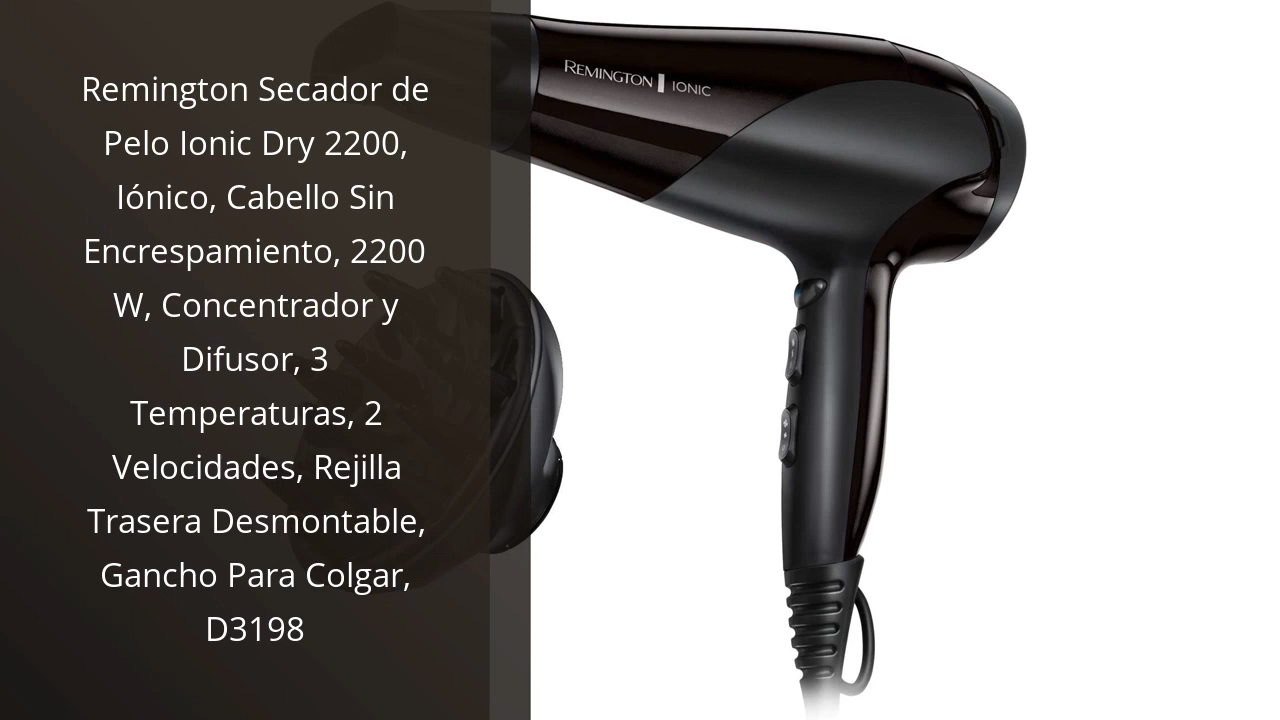 Remington Secador de
Pelo Ionic Dry 2200,
Iónico, Cabello Sin
Encrespamiento, 2200
W, Concentrador y
Difusor, 3
Temperaturas, 2
Velocidades, Rejilla
Trasera Desmontable,
Gancho Para Colgar,
D3198
REMINGTON IONIC